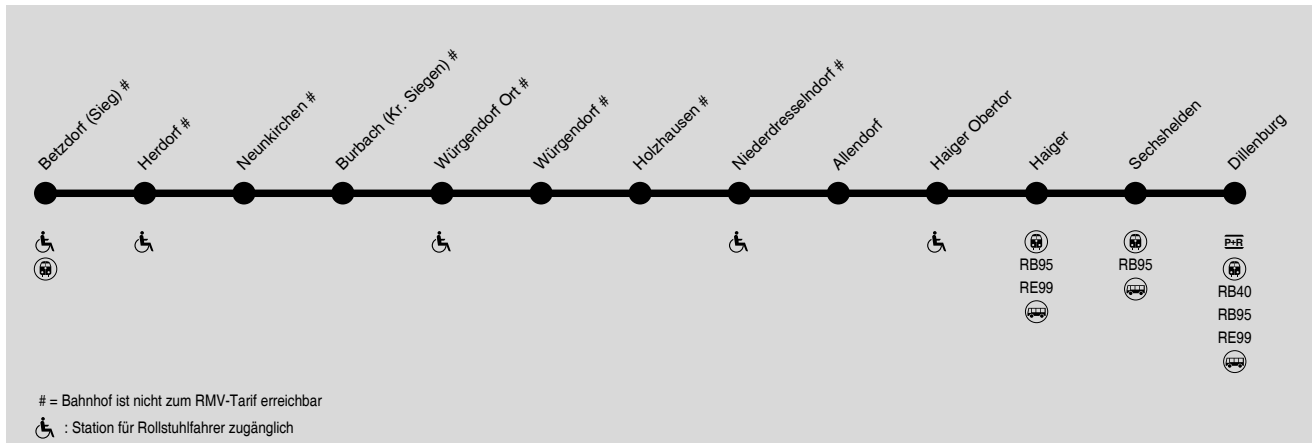 Betzdorf (Sieg) #
Herdorf #
Neunkirchen #
Burbach (Kr. Siegen) #
Würgendorf Ort #
Würgendorf #
Holzhausen #
Niederdresselndorf #
Allendorf
Haiger Obertor
Haiger
Sechshelden
Dillenburg
RB95
RE99
RB95
P+R
RB40
RB95
RE99
# = Bahnhof ist nicht zum RMV-Tarif erreichbar
: Station für Rollstuhlfahrer zugänglich